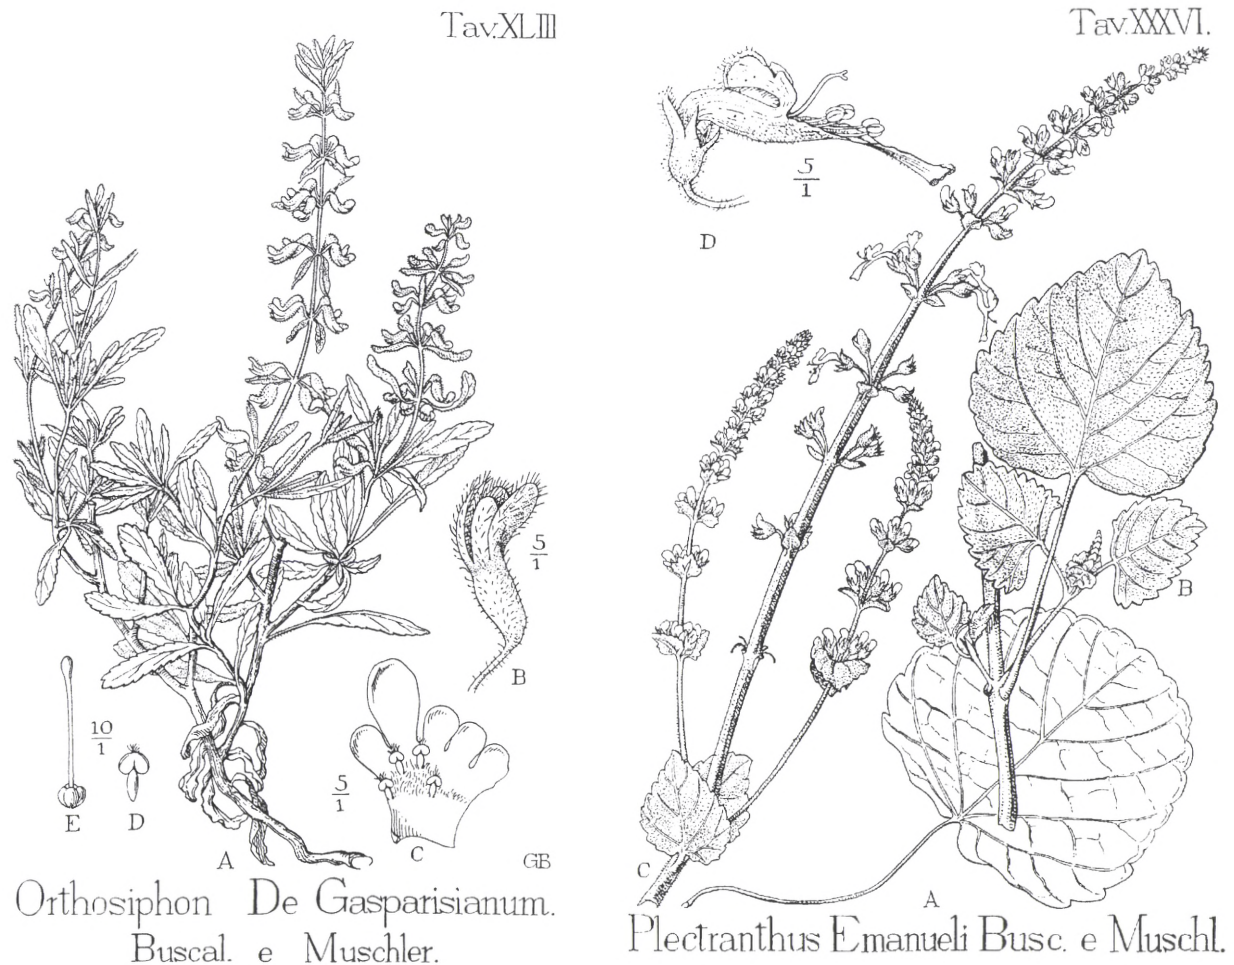 Tav.XLIII
5
1
B
10
1
E
D
5
1
A
C
GB
Orthosiphon De Gasparisianum.
Buscal. e Muschler.
Tav.XXXVI.
5
1
D
B
C
A
Plectranthus Emanueli Busc. e Muschl.